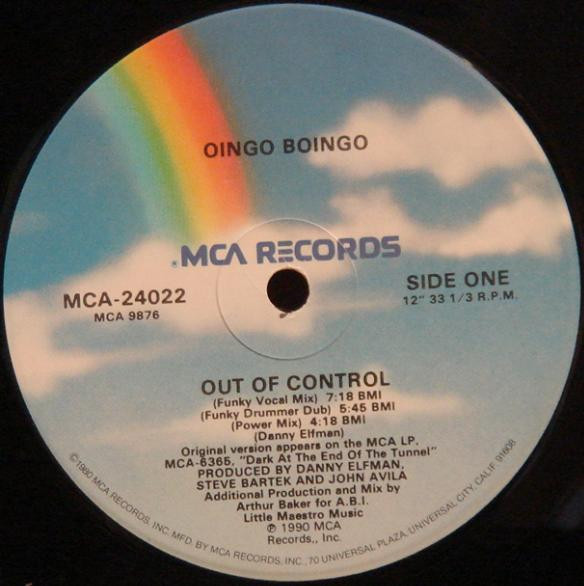 OINGO BOINGO
MCA RECORDS
MCA-24022
MCA 9876
SIDE ONE
12" 33 1/3 R.P.M.
OUT OF CONTROL
(Funky Vocal Mix) 7:18 BMI
(Funky Drummer Dub) 5:45 BMI
(Power Mix) 4:18 BMI
(Danny Elfman)
Original version appears on the MCA LP.
MCA-6365, "Dark At The End Of The Tunnel"
PRODUCED BY DANNY ELFMAN,
STEVE BARTEK AND JOHN AVILA
Additional Production and Mix by
Arthur Baker for A.B.I.
Little Maestro Music
℗ 1990 MCA
Records., Inc.
©1980 MCA RECORDS, INC. MFD. BY MCA RECORDS, INC., 70 UNIVERSAL PLAZA, UNIVERSAL CITY, CALIF. 91608